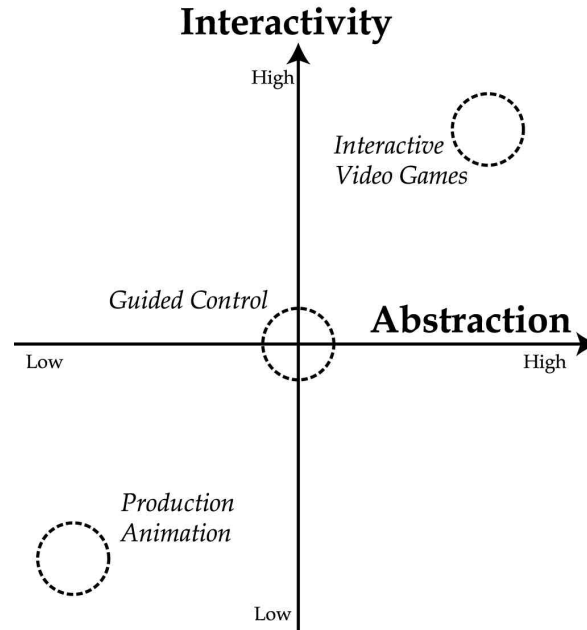 Interactivity
High
Interactive
Video Games
Guided Control
Abstraction
Low
High
Production
Animation
Low